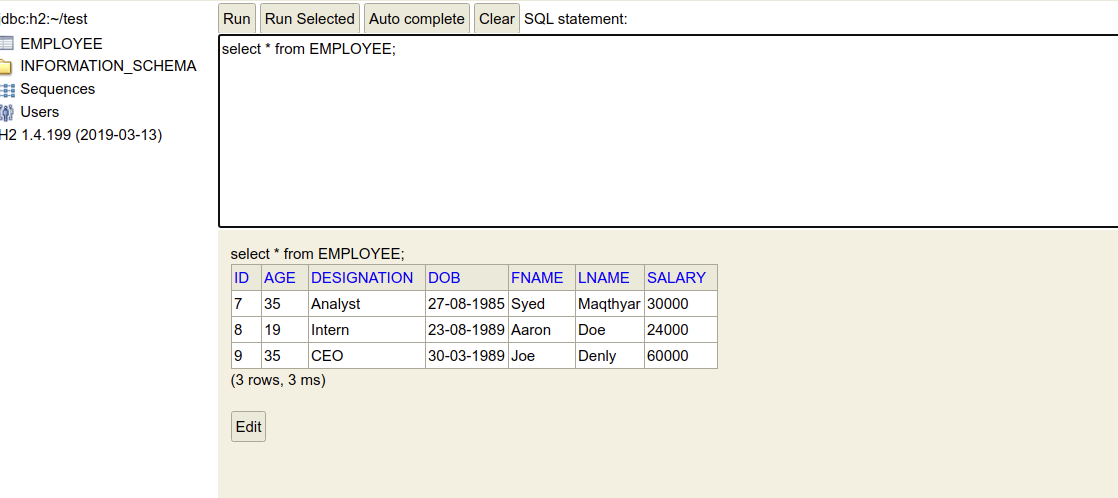 jdbc:h2:~/test
EMPLOYEE
INFORMATION_SCHEMA
Sequences
Users
H2 1.4.199 (2019-03-13)
Run Run Selected Auto complete Clear SQL statement:
select * from EMPLOYEE;
select * from EMPLOYEE;
ID AGE DESIGNATION DOB FNAME LNAME SALARY
7 35 Analyst 27-08-1985 Syed Maqthyar 30000
8 19 Intern 23-08-1989 Aaron Doe 24000
9 35 CEO 30-03-1989 Joe Denly 60000
(3 rows, 3 ms)
Edit